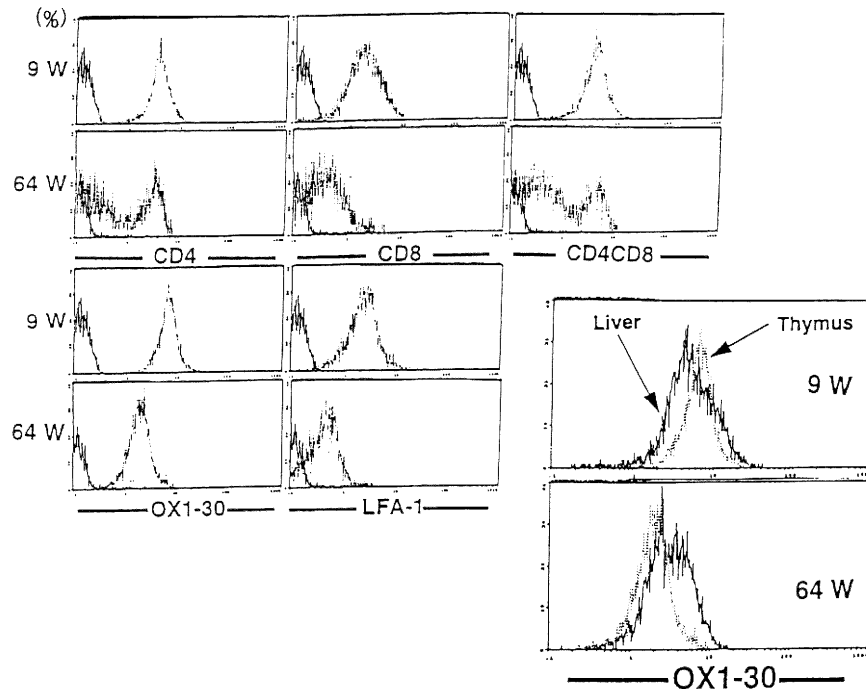 (%)
9 W
64 W
CD4 CD8 CD4CD8
9 W
64 W
OX1-30 LFA-1
Liver Thymus
9 W
64 W
OX1-30